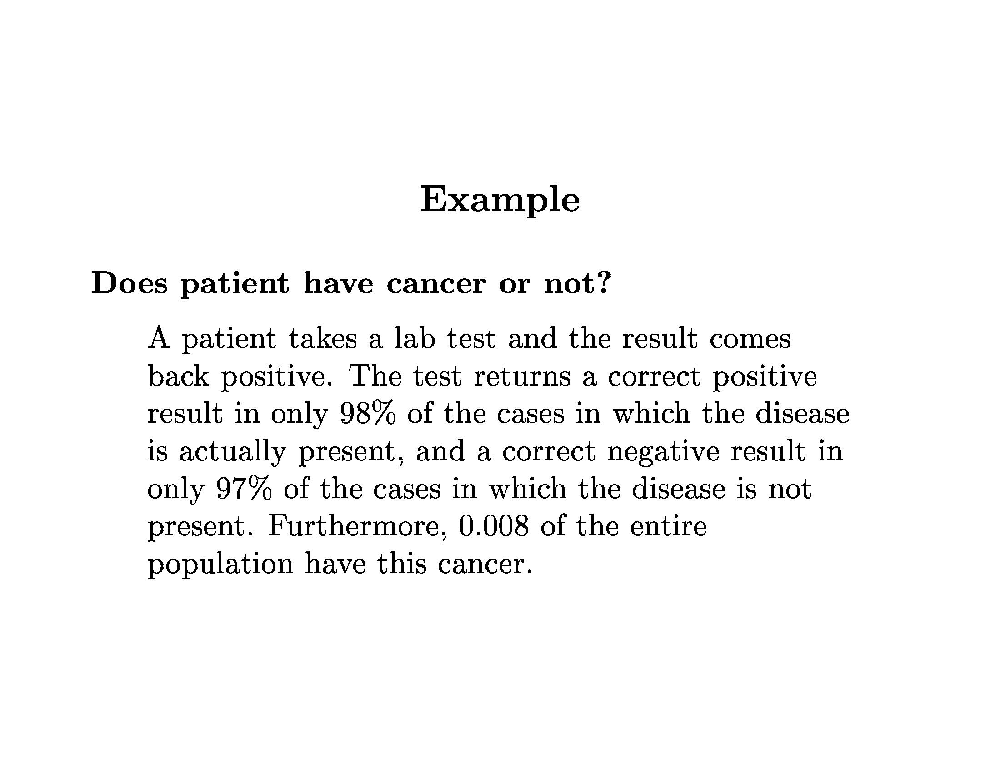 Example
Does patient have cancer or not?
A patient takes a lab test and the result comes
back positive. The test returns a correct positive
result in only 98% of the cases in which the disease
is actually present, and a correct negative result in
only 97% of the cases in which the disease is not
present. Furthermore, 0.008 of the entire
population have this cancer.